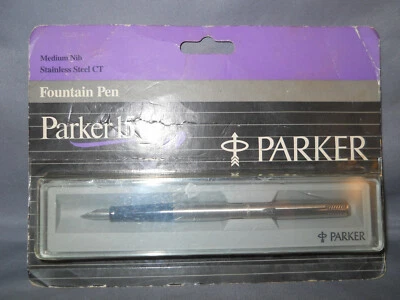 Medium Nib
Stainless Steel CT
Fountain Pen
Parker 15
PARKER
PARKER